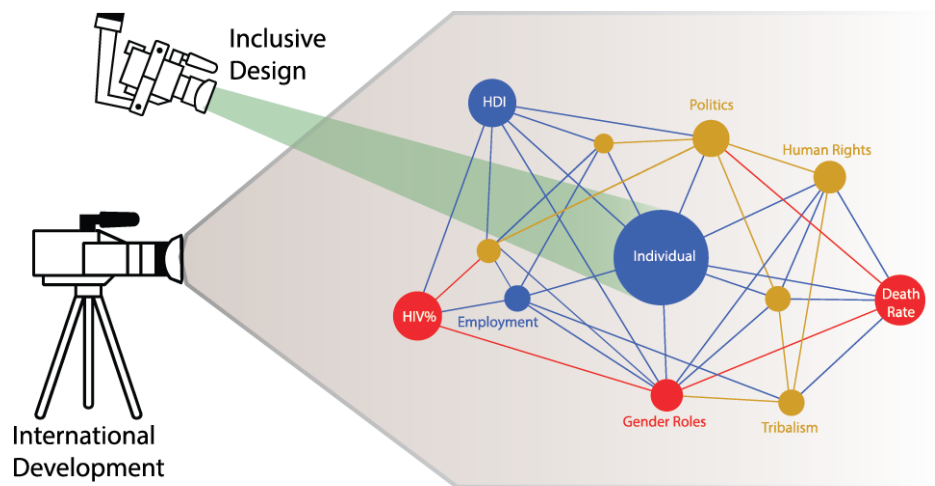 Inclusive
Design
HDI
Politics
Human Rights
Individual
HIV%
Employment
Death
Rate
Gender Roles
Tribalism
International
Development